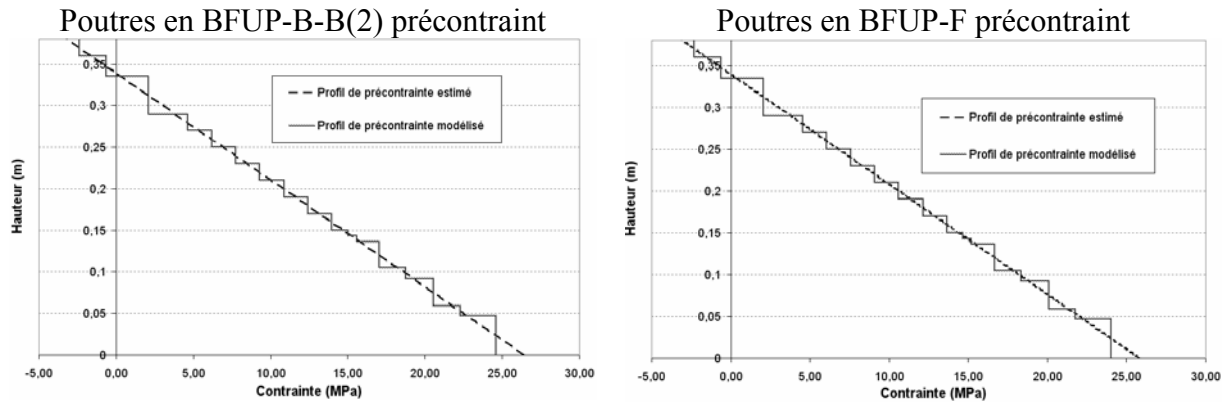 Poutres en BFUP-B-B(2) précontraint
0,35
0,3
0,25
0,2
0,15
0,1
0,05
0
Hauteur (m)
Profil de précontrainte estimé
Profil de précontrainte modélisé
-5,00 0,00 5,00 10,00 15,00 20,00 25,00 30,00
Contrainte (MPa)
Poutres en BFUP-F précontraint
0,35
0,3
0,25
0,2
0,15
0,1
0,05
0
Hauteur (m)
Profil de précontrainte estimé
Profil de précontrainte modélisé
-5,00 0,00 5,00 10,00 15,00 20,00 25,00 30,00
Contrainte (MPa)